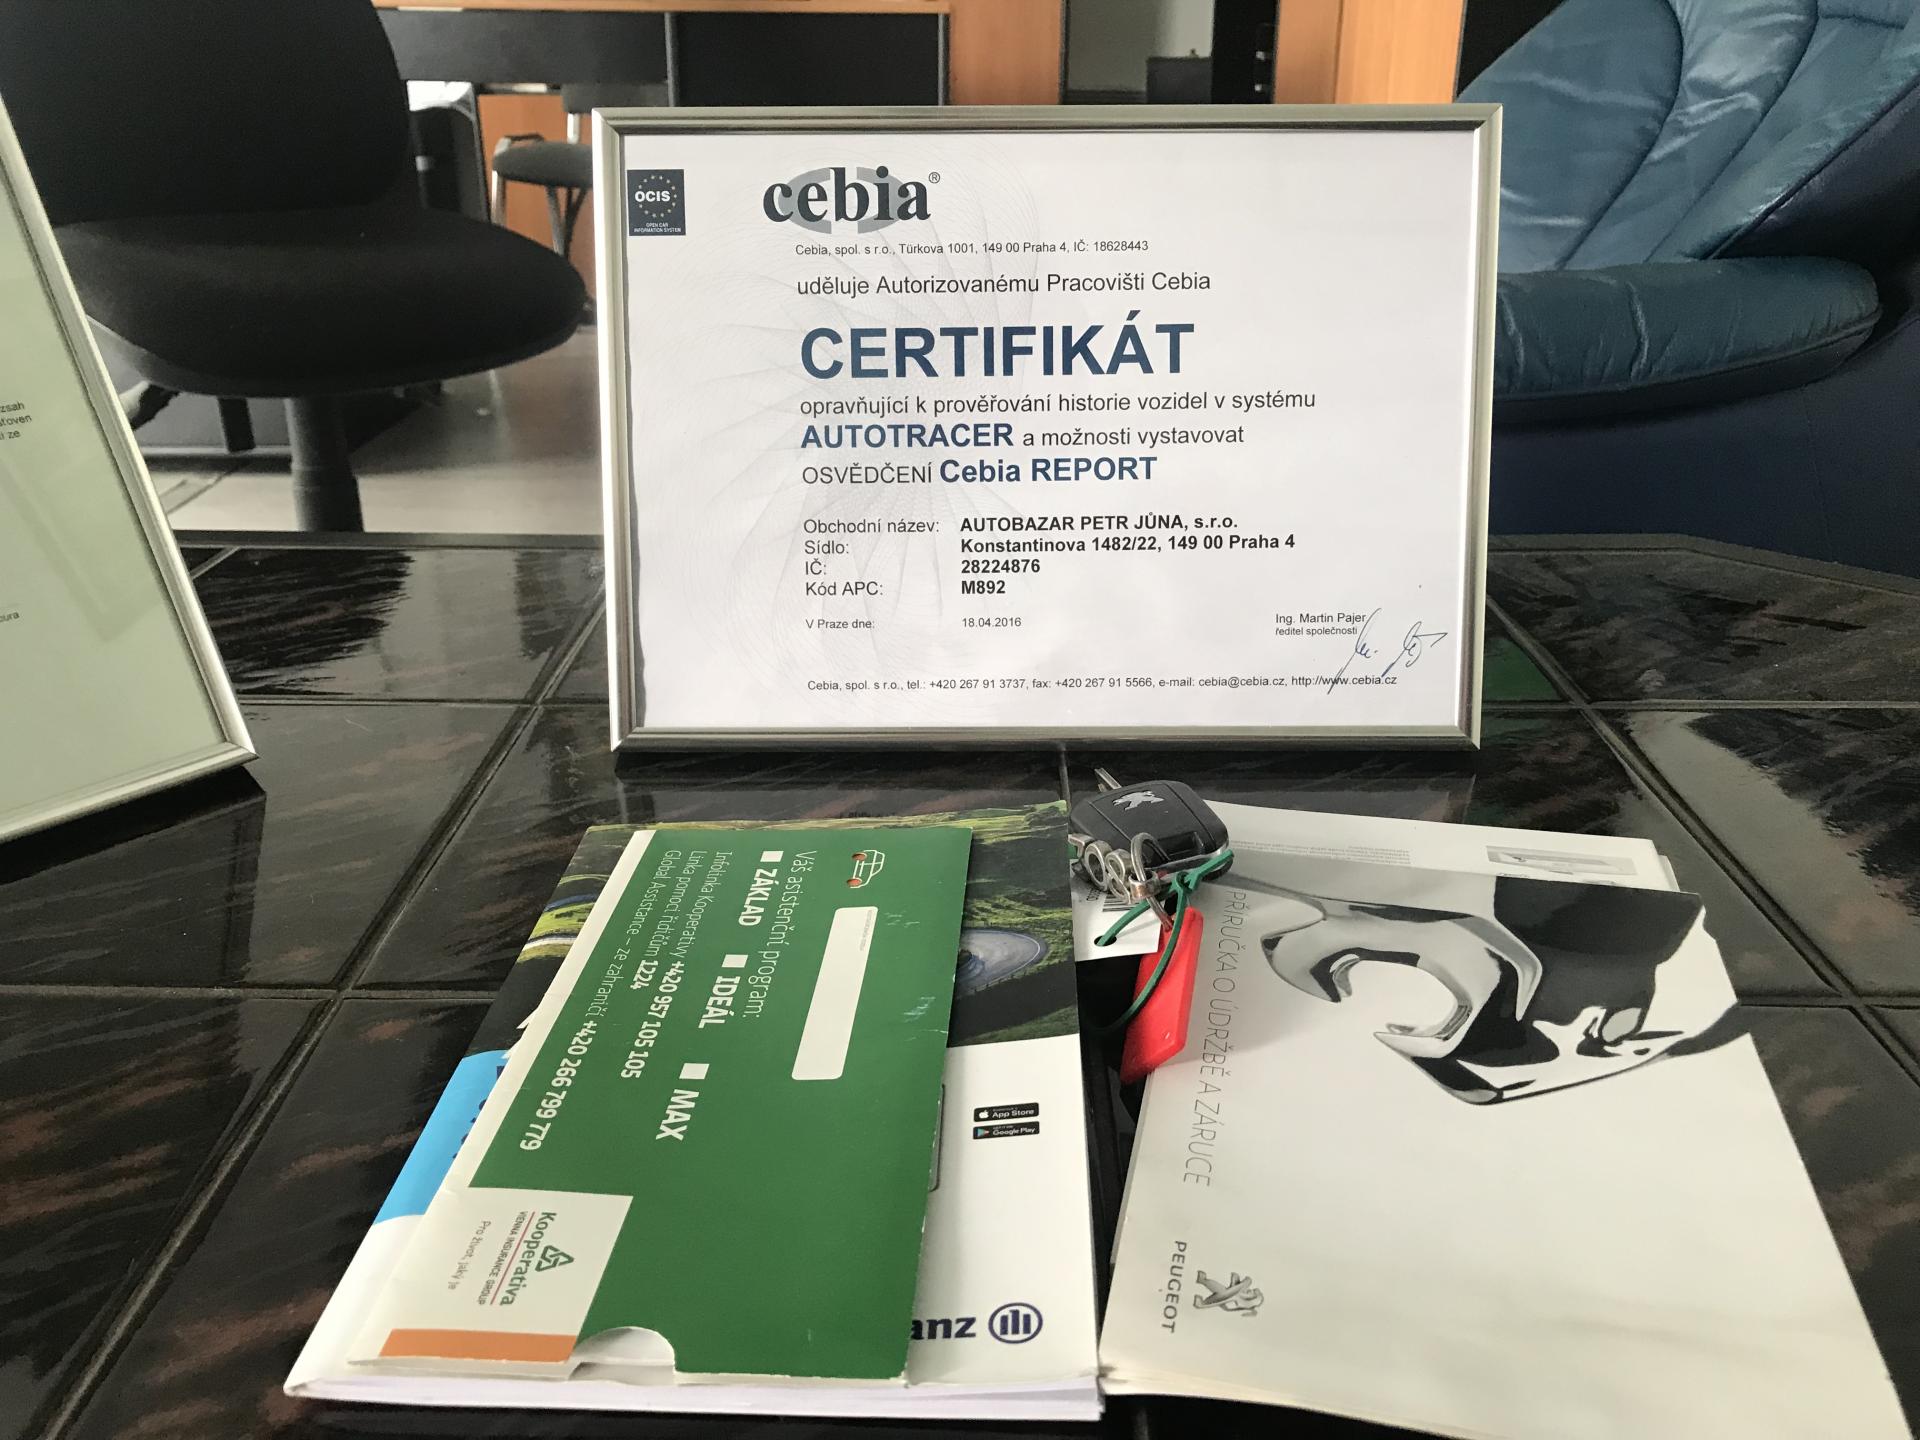 OCIS
OPEN CAR
INFORMATION SYSTEM
cebia®
Cebia, spol. s r.o., Türkova 1001, 149 00 Praha 4, IČ: 18628443
uděluje Autorizovanému Pracovišti Cebia
CERTIFIKÁT
opravňující k prověřování historie vozidel v systému
AUTOTRACER a možnosti vystavovat
OSVĚDČENÍ Cebia REPORT
Obchodní název: AUTOBAZAR PETR JŮNA, s.r.o.
Sídlo: Konstantinova 1482/22, 149 00 Praha 4
IČ: 28224876
Kód APC: M892
V Praze dne: 18.04.2016
Ing. Martin Pajer
ředitel společnosti
Cebia, spol. s r.o., tel.: +420 267 91 3737, fax: +420 267 91 5566, e-mail: cebia@cebia.cz, http://www.cebia.cz
ze
Váš asistenční program:
ZÁKLAD IDEÁL MAX
Infolinka Kooperativy +420 957 105 105
Linka pomoci řidičům 1224
Global Assistance – ze zahraničí +420 266 799 779
Kooperativa
VIENNA INSURANCE GROUP
Pro život, jaký je
App Store
Google Play
anz
PŘÍRUČKA O ÚDRŽBĚ A ZÁRUCE
PEUGEOT